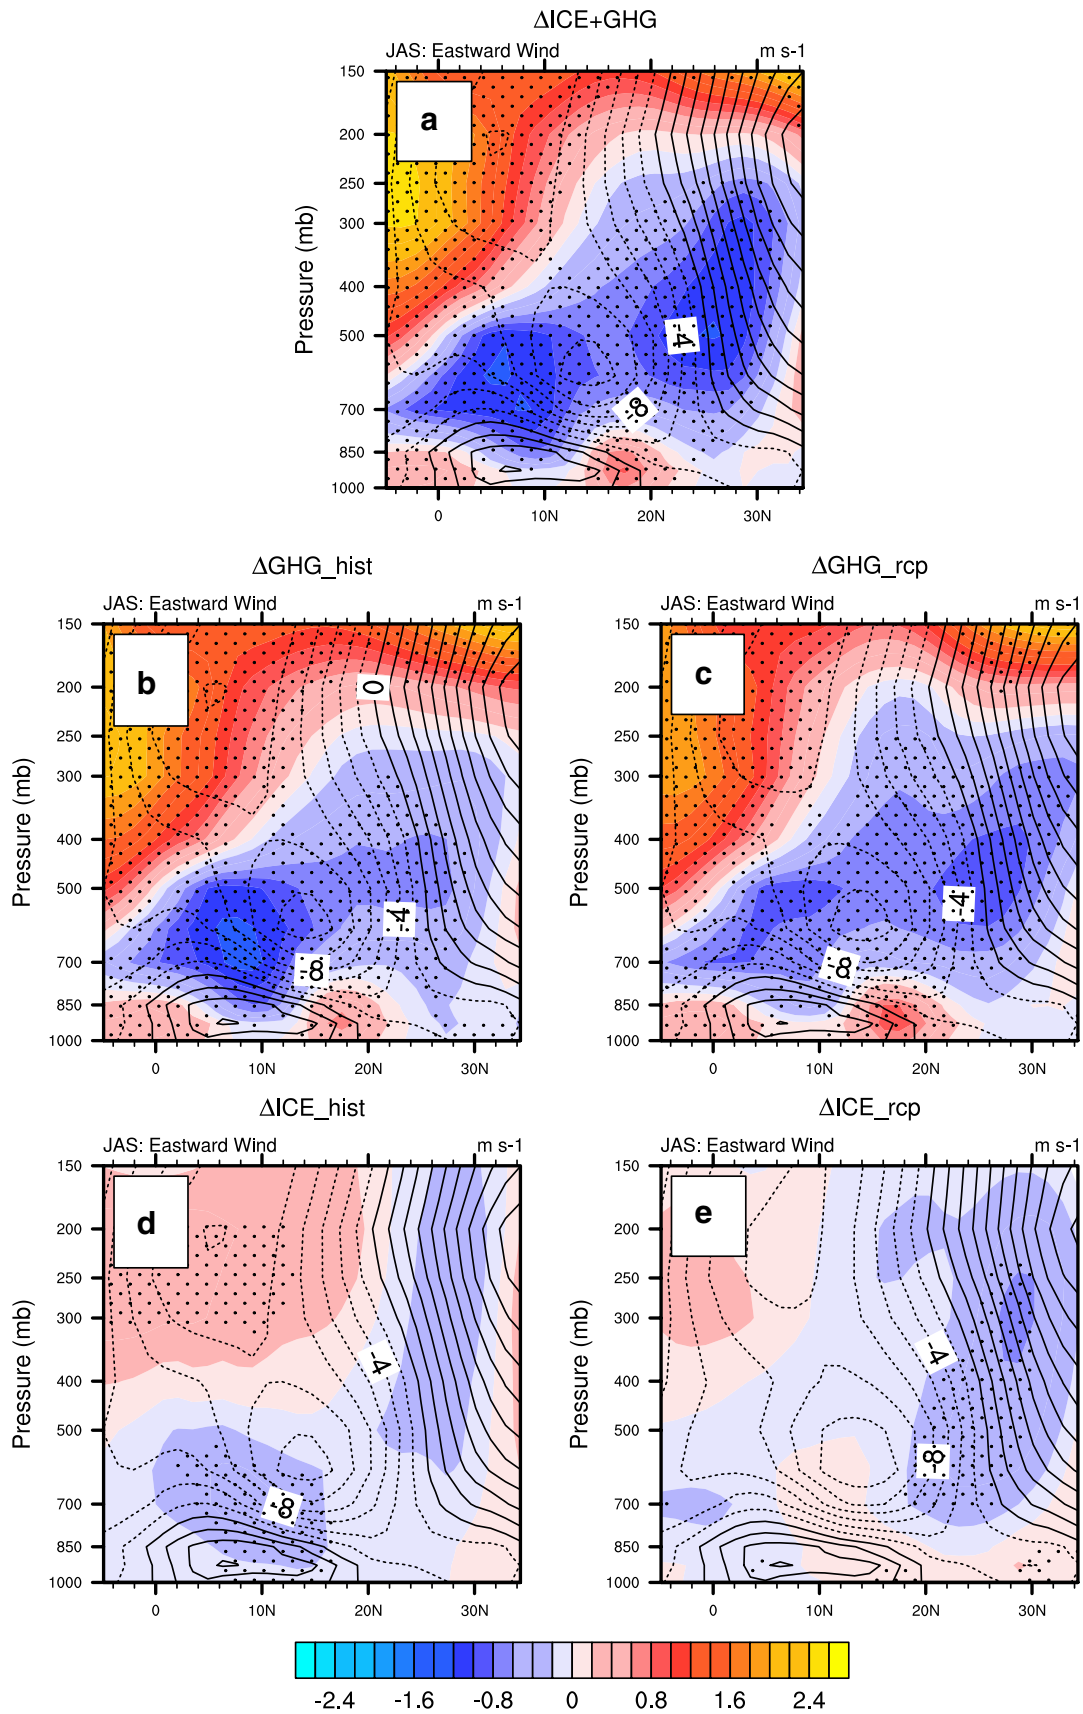 ΔICE+GHG
JAS: Eastward Wind m s-1
a
Pressure (mb)
150
200
250
300
400
500
700
850
1000
-4
-8
0 10N 20N 30N
ΔGHG_hist
JAS: Eastward Wind m s-1
b
Pressure (mb)
150
200
250
300
400
500
700
850
1000
0
-4
-8
0 10N 20N 30N
ΔGHG_rcp
JAS: Eastward Wind m s-1
c
Pressure (mb)
150
200
250
300
400
500
700
850
1000
-4
-8
0 10N 20N 30N
ΔICE_hist
JAS: Eastward Wind m s-1
d
Pressure (mb)
150
200
250
300
400
500
700
850
1000
-4
-8
0 10N 20N 30N
ΔICE_rcp
JAS: Eastward Wind m s-1
e
Pressure (mb)
150
200
250
300
400
500
700
850
1000
-4
-8
0 10N 20N 30N
-2.4 -1.6 -0.8 0 0.8 1.6 2.4